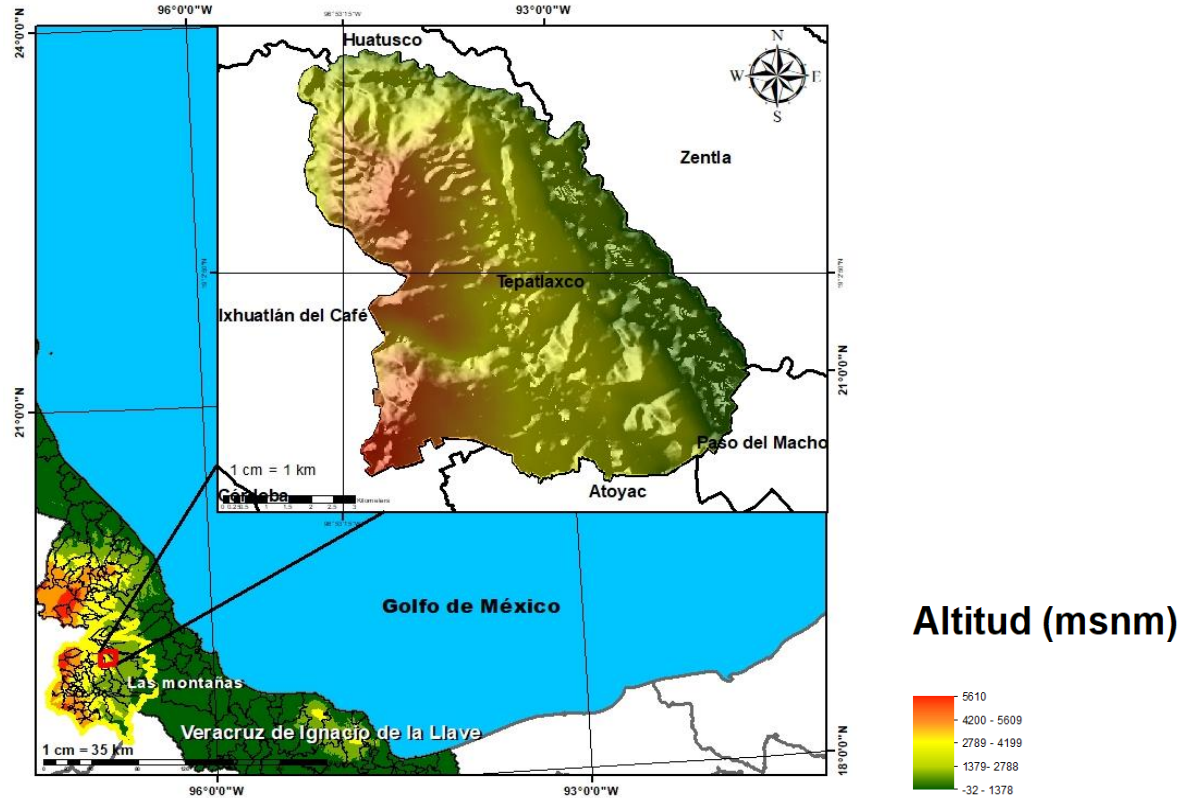 96°0'0"W
93°0'0"W
24°0'0"N
Huatusco
N
W
E
S
Zentla
Tepatlaxco
Ixhuatlán del Café
21°0'0"N
21°0'0"N
Paso del Macho
1 cm = 1 km
Atoyac
Córdoba
Kilometers
Golfo de México
Altitud (msnm)
Las montañas
5610
4200 - 5609
2789 - 4199
1379- 2788
-32 - 1378
Veracruz de Ignacio de la Llave
1 cm = 35 km
18°0'0"N
96°0'0"W
93°0'0"W